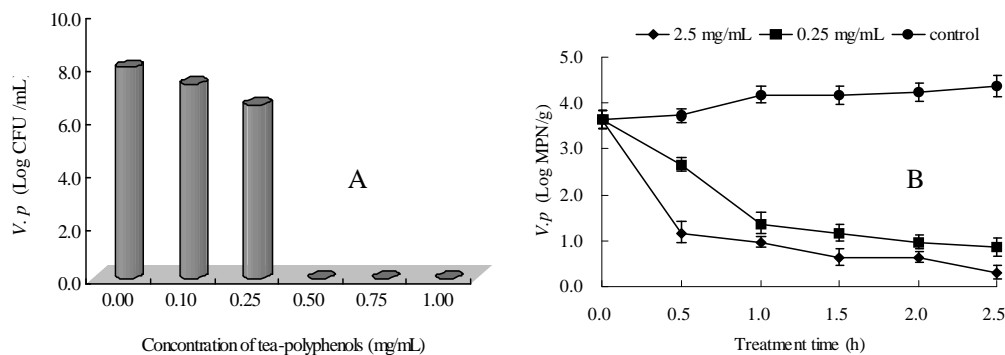 10.0
8.0
6.0
4.0
2.0
0.0
V.p (Log CFU /mL)
A
0.00 0.10 0.25 0.50 0.75 1.00
Concontration of tea-polyphenols (mg/mL)
2.5 mg/mL 0.25 mg/mL control
5.0
4.0
3.0
2.0
1.0
0.0
V.p (Log MPN/g)
B
0.0 0.5 1.0 1.5 2.0 2.5
Treatment time (h)